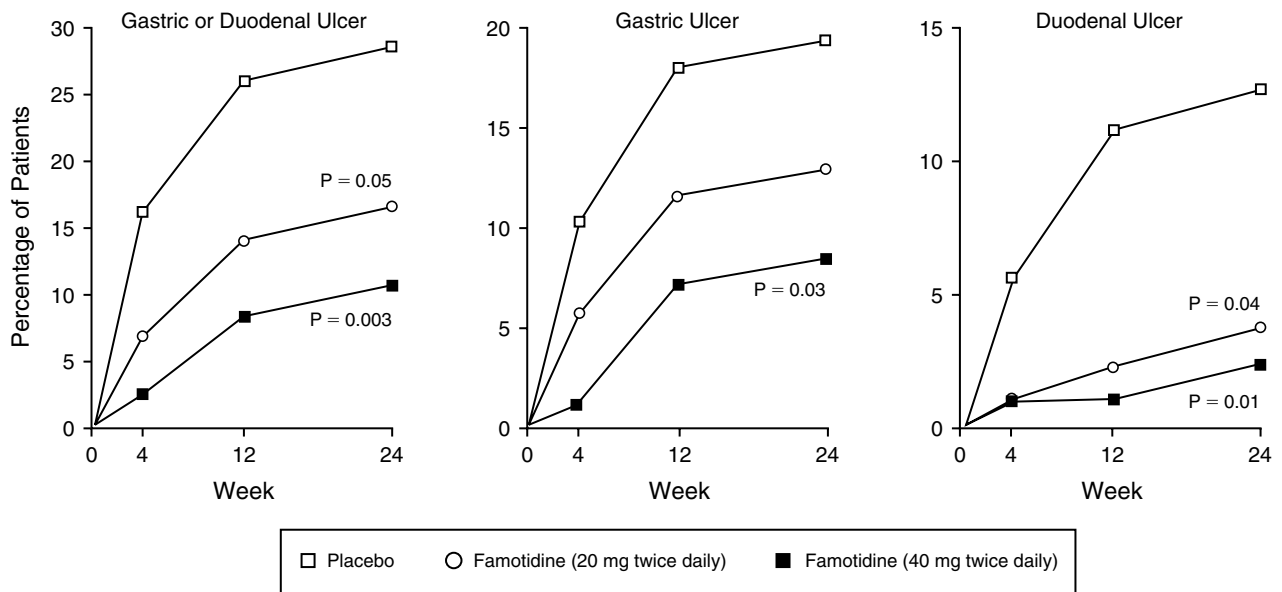 Gastric or Duodenal Ulcer
Percentage of Patients
30
25
20
15
10
5
0
P = 0.05
P = 0.003
0 4 12 24
Week
Gastric Ulcer
20
15
10
5
0
P = 0.03
0 4 12 24
Week
Duodenal Ulcer
15
10
5
0
P = 0.04
P = 0.01
0 4 12 24
Week
Placebo
Famotidine (20 mg twice daily)
Famotidine (40 mg twice daily)